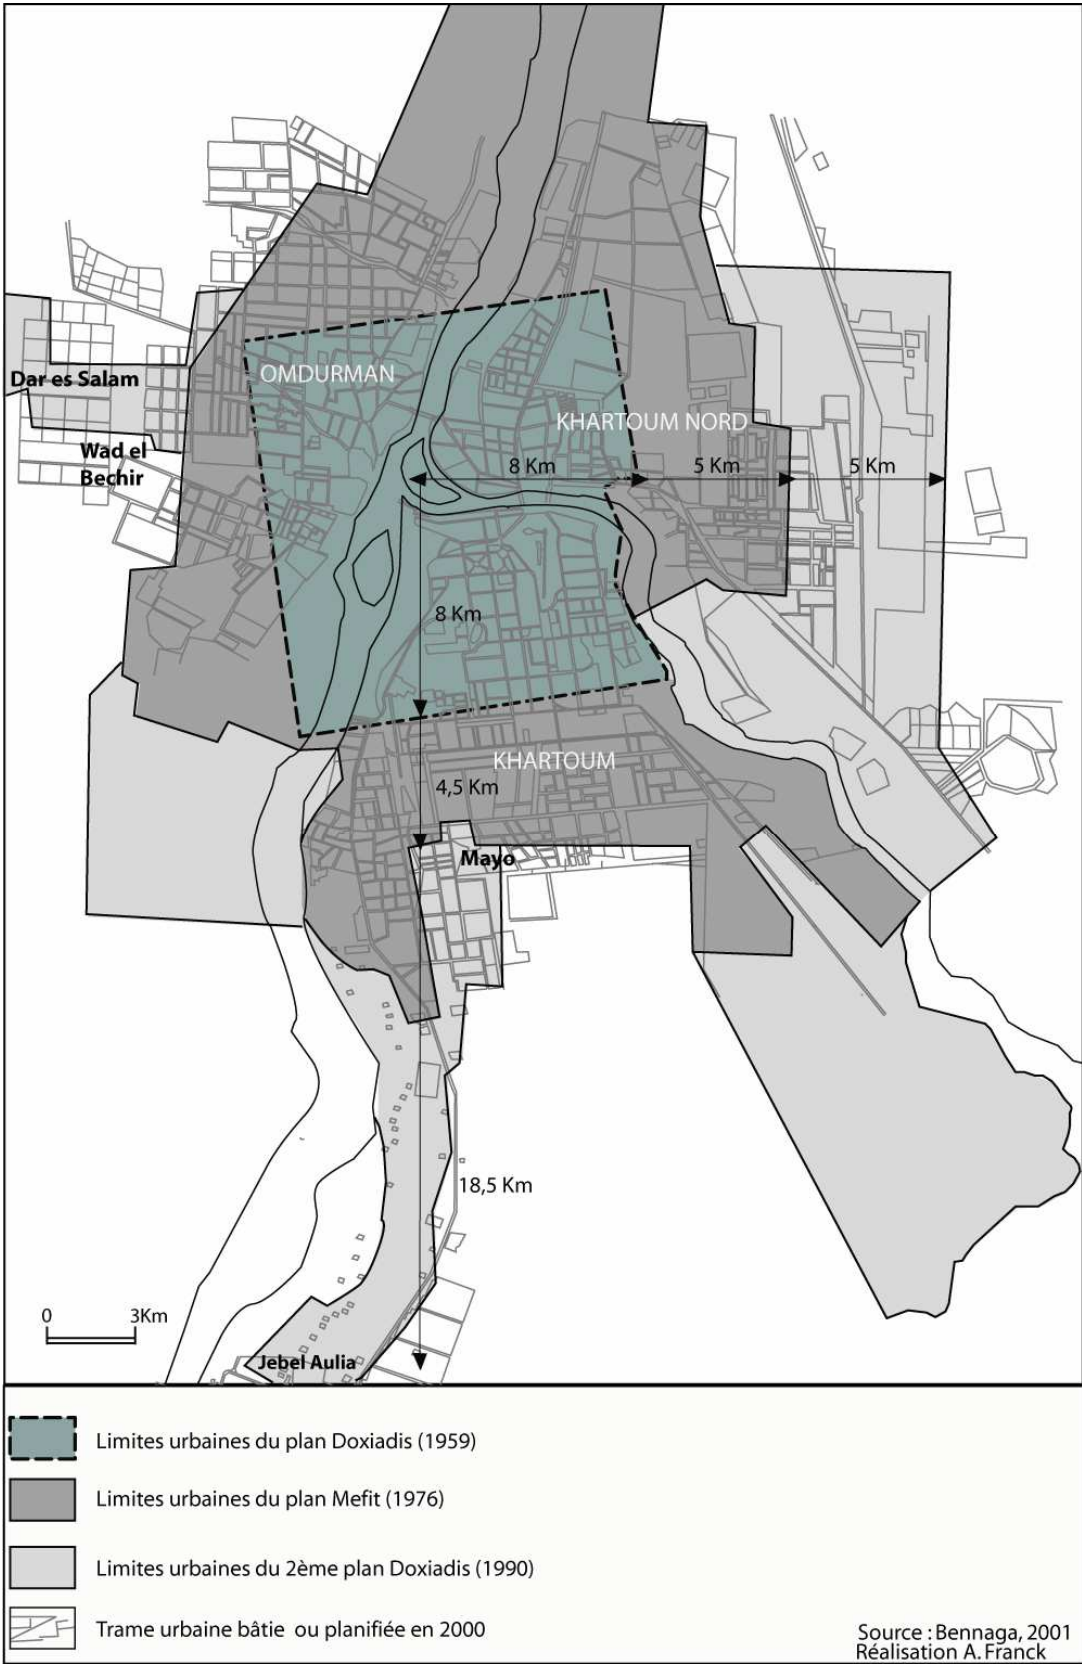 OMDURMAN
Dar es Salam
KHARTOUM NORD
Wad el
Bechir
8 Km
5 Km
5 Km
8 Km
KHARTOUM
4,5 Km
Mayo
18,5 Km
0 3Km
Jebel Aulia
Limites urbaines du plan Doxiadis (1959)
Limites urbaines du plan Mefit (1976)
Limites urbaines du 2ème plan Doxiadis (1990)
Trame urbaine bâtie ou planifiée en 2000
Source : Bennaga, 2001
Réalisation A. Franck